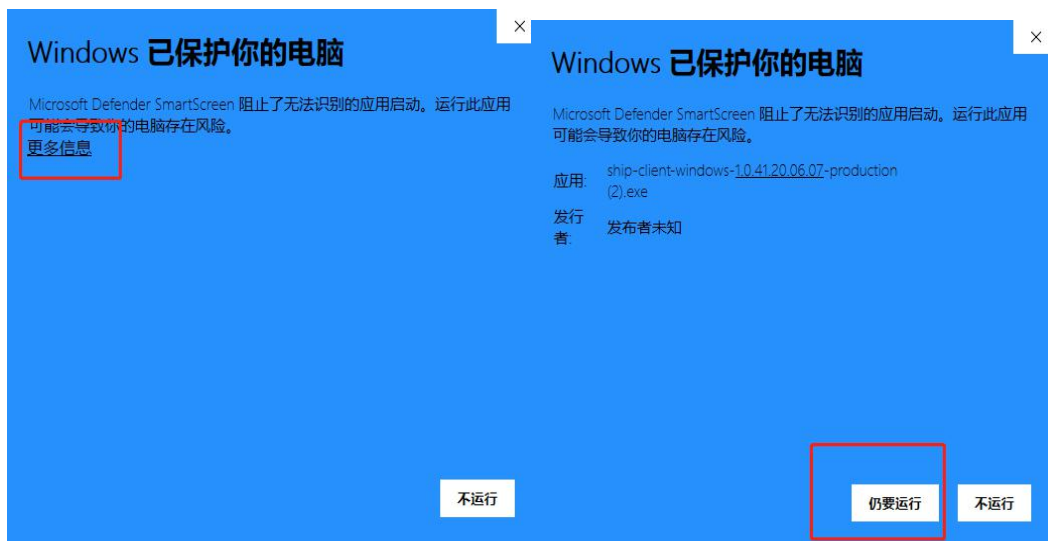 Windows 已保护你的电脑
Microsoft Defender SmartScreen 阻止了无法识别的应用启动。运行此应用
可能会导致你的电脑存在风险。
更多信息
不运行
Windows 已保护你的电脑
Microsoft Defender SmartScreen 阻止了无法识别的应用启动。运行此应用
可能会导致你的电脑存在风险。
应用: ship-client-windows-1.0.41.20.06.07-production
(2).exe
发行
者: 发布者未知
仍要运行 不运行